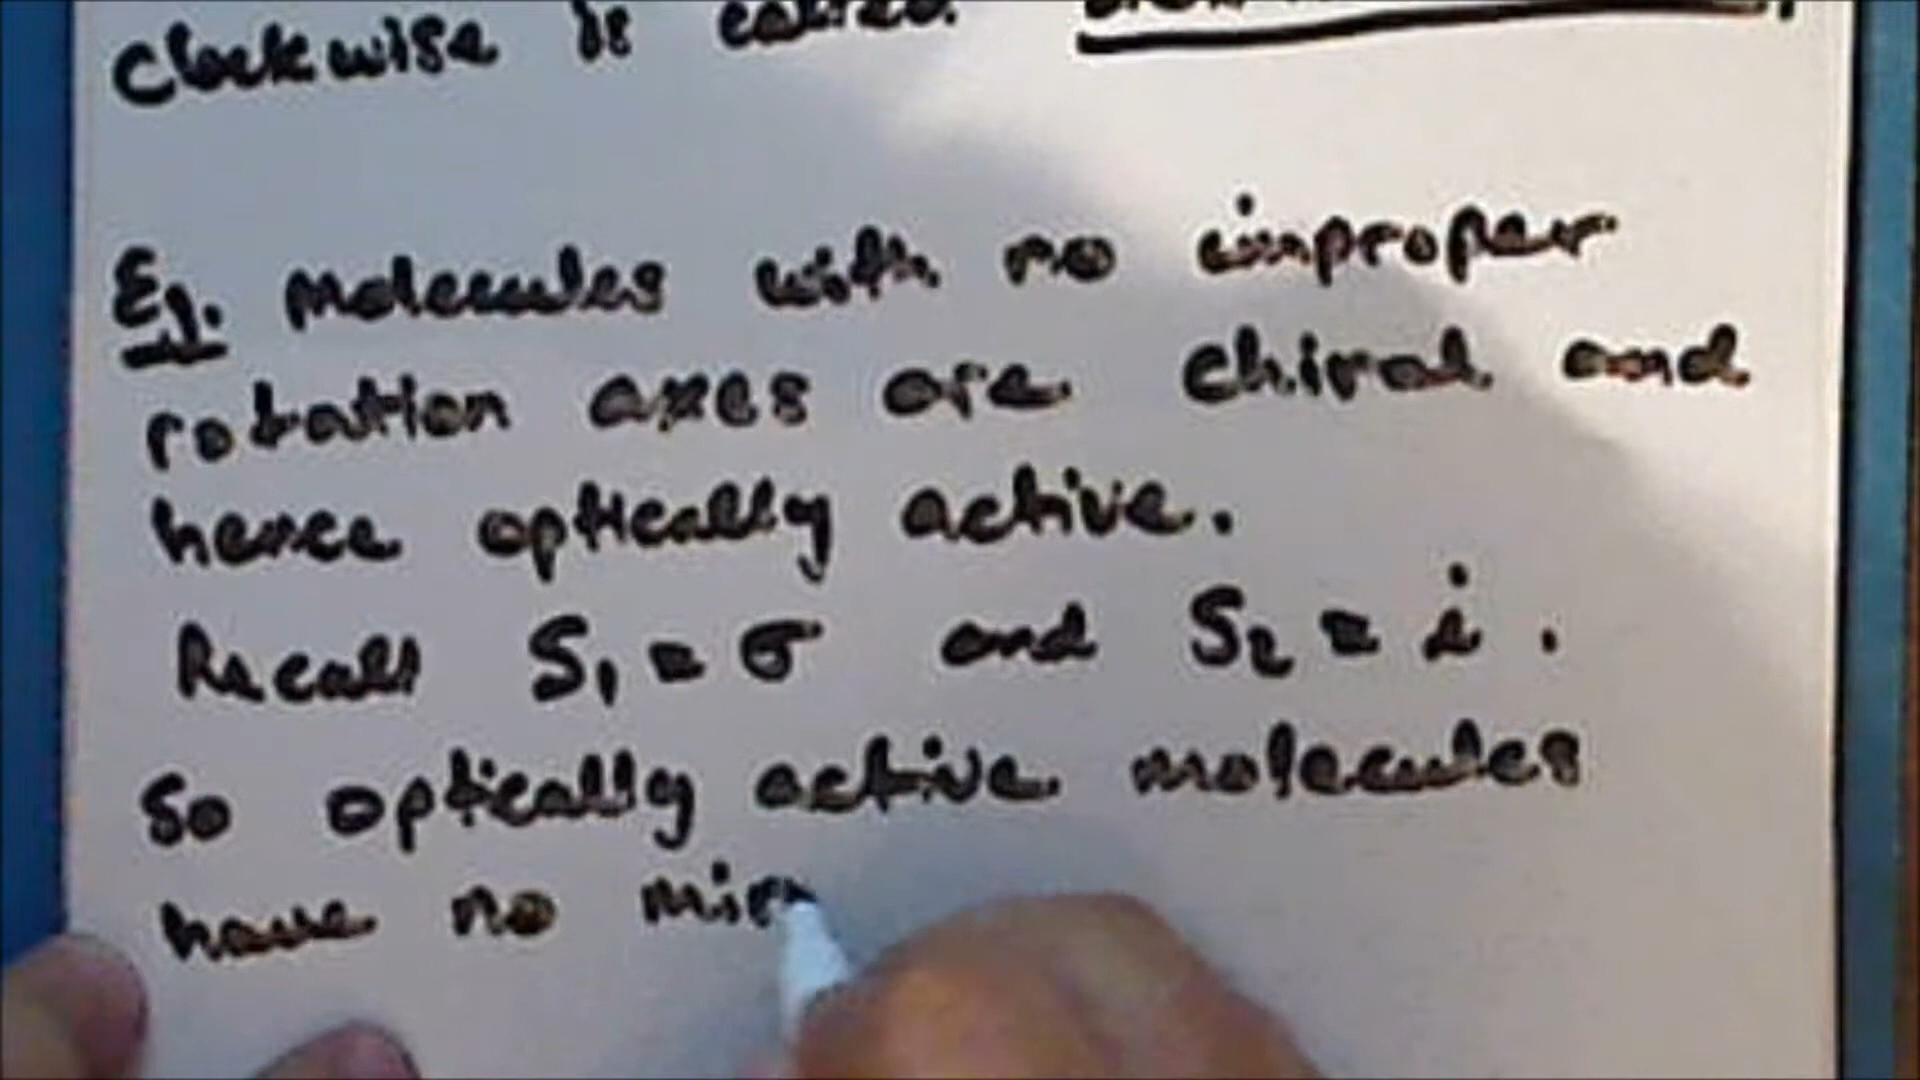 Clockwise is called
Eg. Molecules with no improper
rotation axes are chiral and
hence optically active.
Recall S₁ = σ and S₂ = i .
So optically active molecules
have no mirr